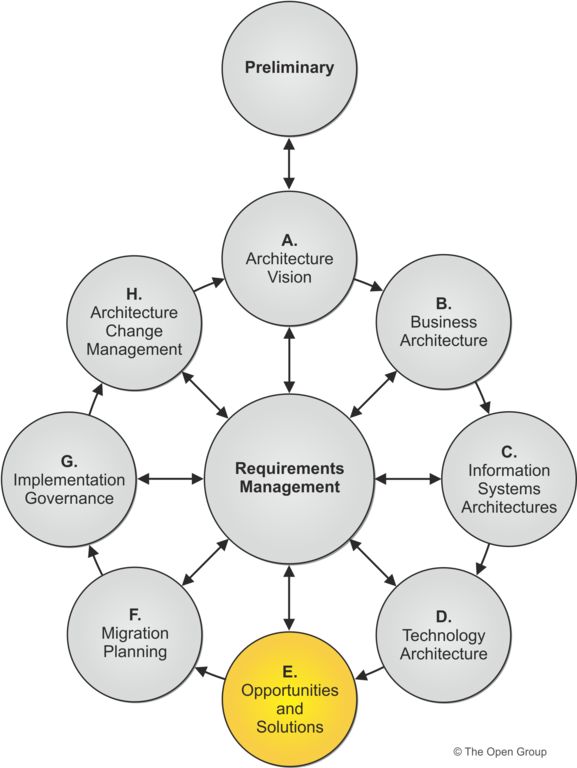 Preliminary
A.
Architecture
Vision
B.
Business
Architecture
C.
Information
Systems
Architectures
D.
Technology
Architecture
E.
Opportunities
and
Solutions
F.
Migration
Planning
G.
Implementation
Governance
H.
Architecture
Change
Management
Requirements
Management
© The Open Group